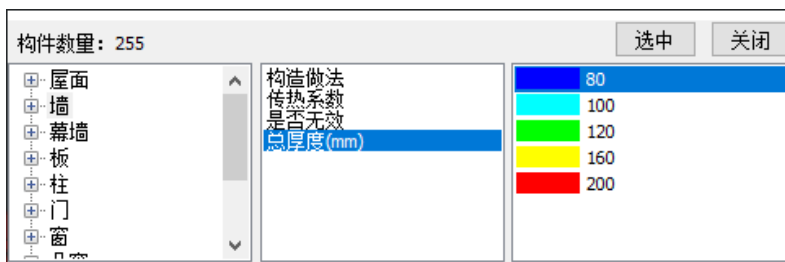 构件数量：255
选中
关闭
屋面
墙
幕墙
板
柱
门
窗
构造做法
传热系数
是否无效
总厚度(mm)
80
100
120
160
200